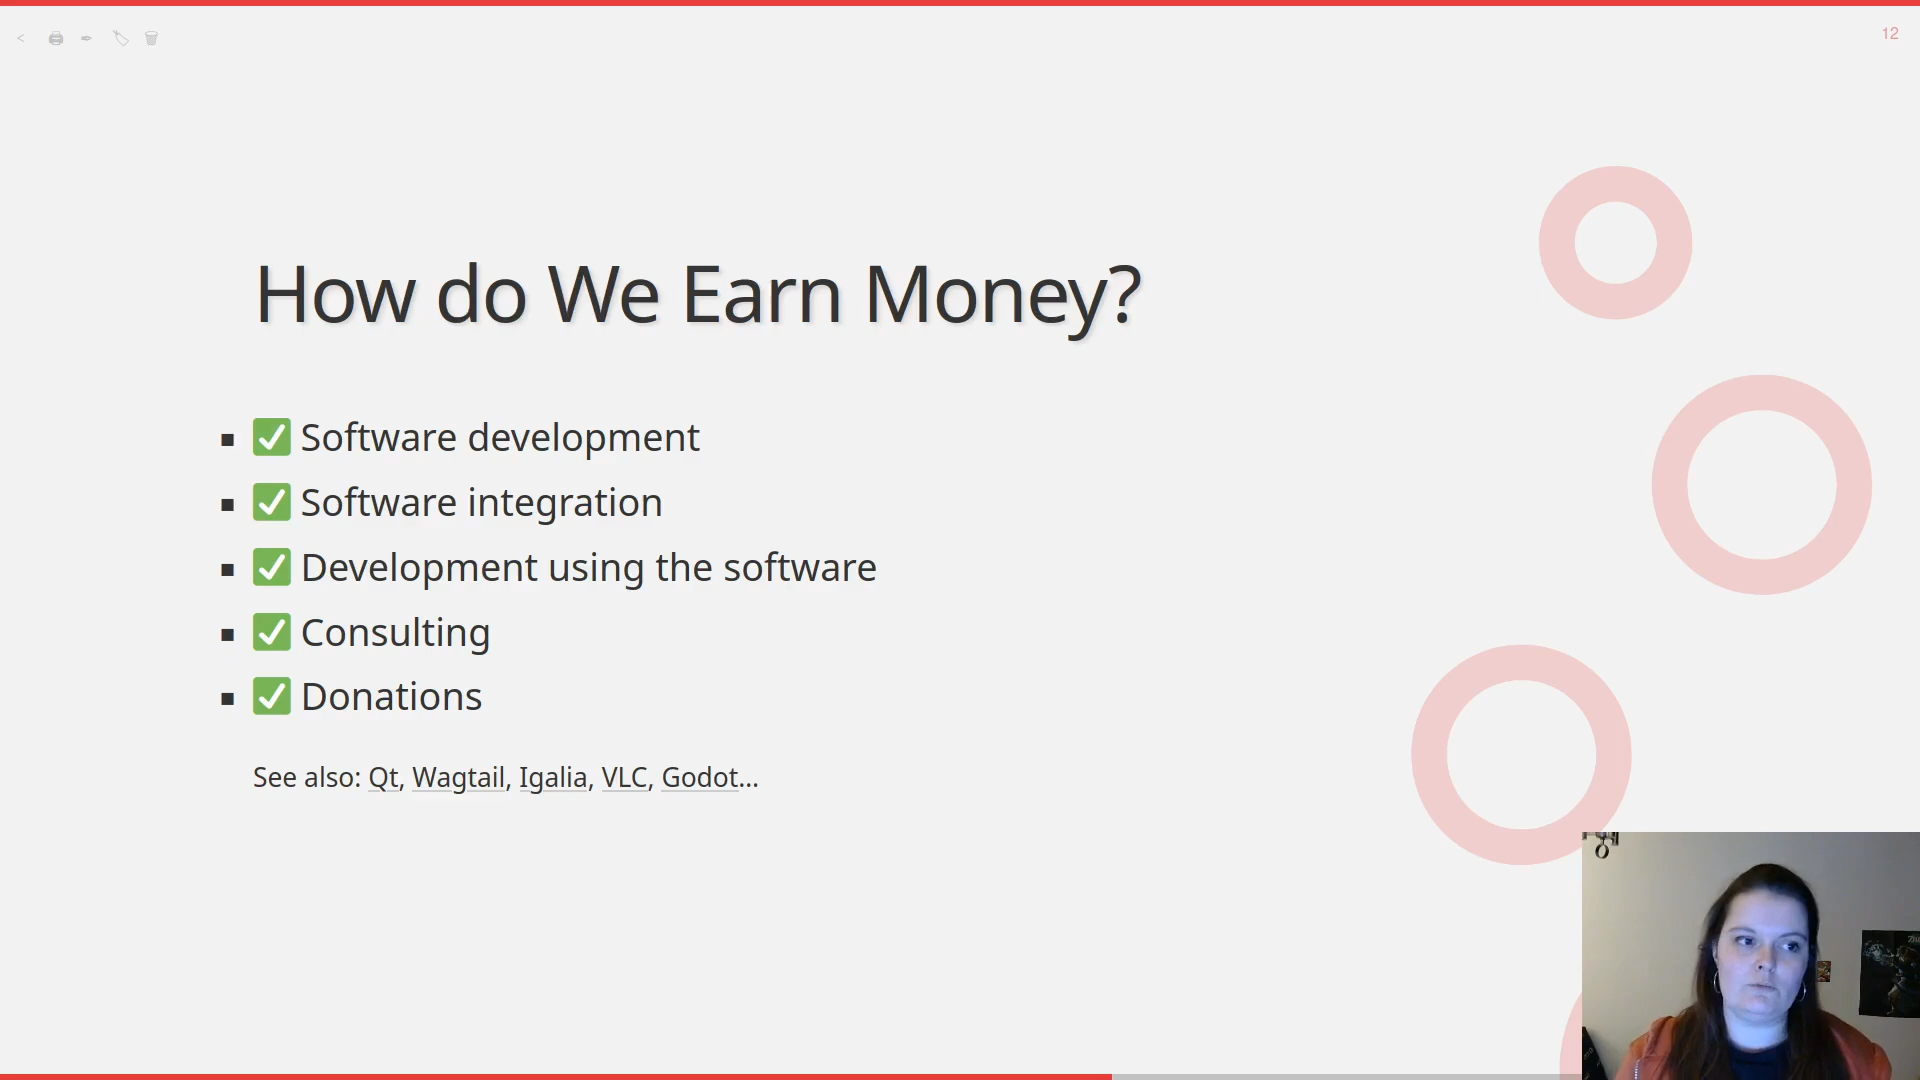 12
How do We Earn Money?
▪ ✅ Software development
▪ ✅ Software integration
▪ ✅ Development using the software
▪ ✅ Consulting
▪ ✅ Donations
See also: Qt, Wagtail, Igalia, VLC, Godot...